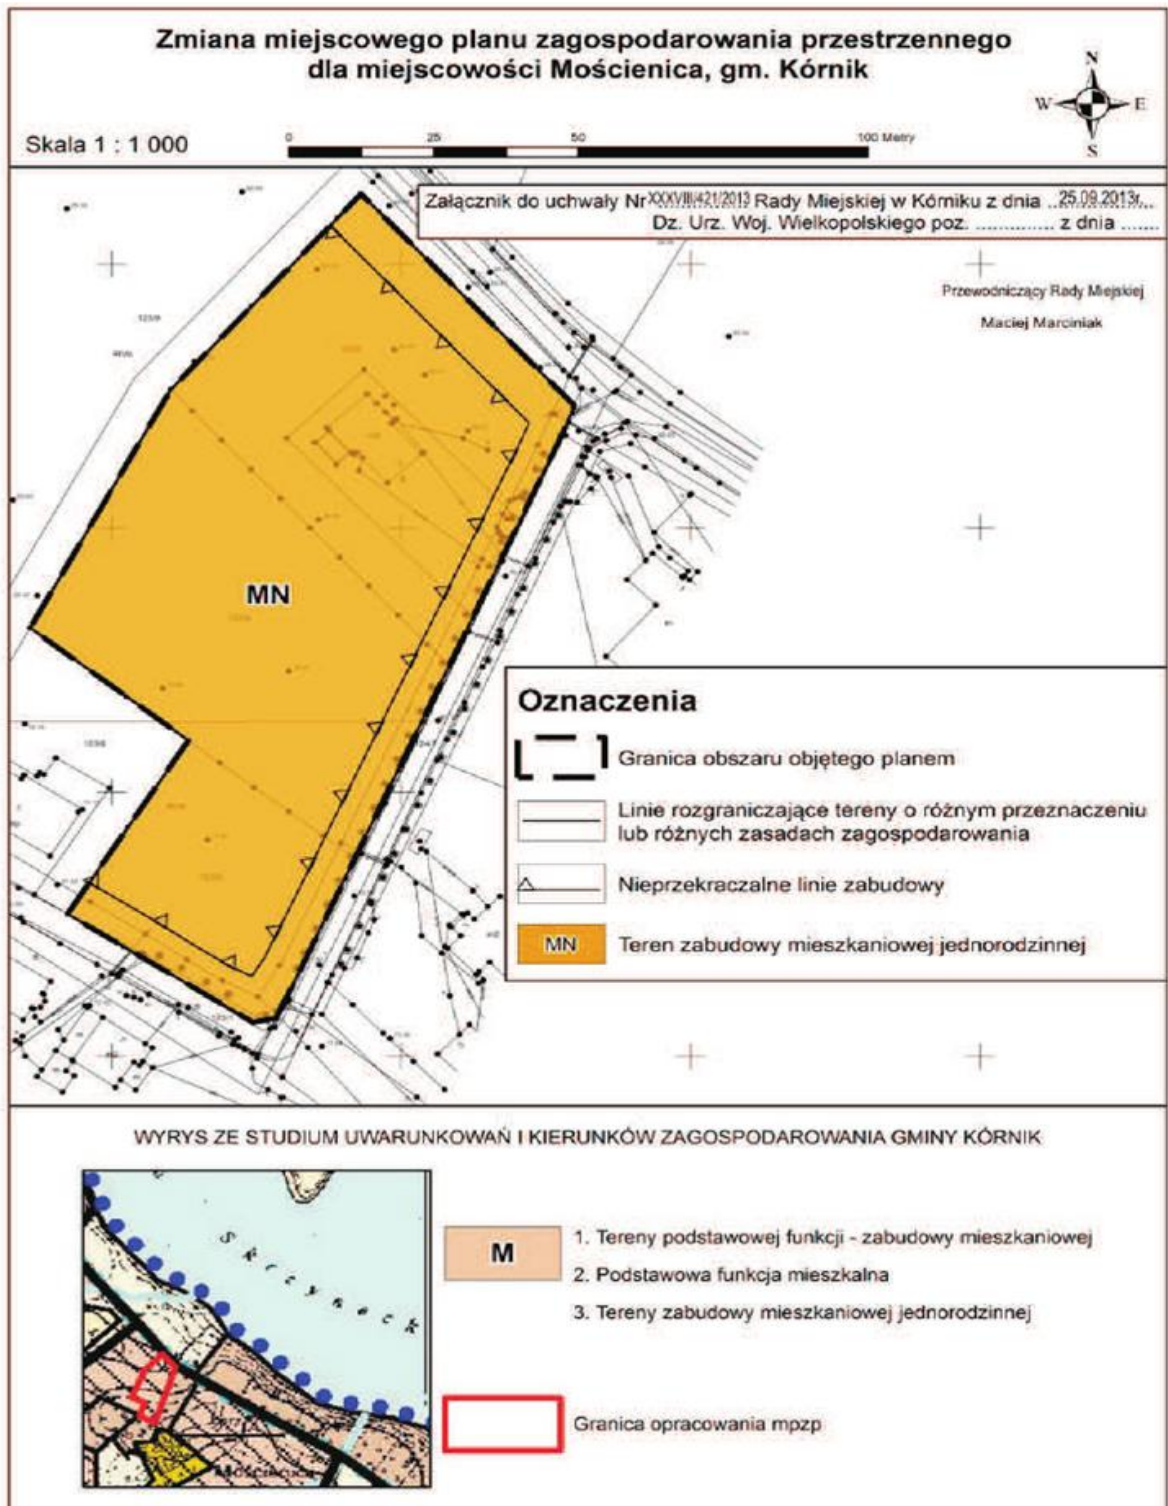 Zmiana miejscowego planu zagospodarowania przestrzennego
dla miejscowości Mościenica, gm. Kórnik
N
W E
S
Skala 1 : 1 000
0 25 50 100 Metry
Załącznik do uchwały Nr XXXVIII/421/2013 Rady Miejskiej w Kórniku z dnia ..25.09.2013r...
Dz. Urz. Woj. Wielkopolskiego poz. .............. z dnia .......
Przewodniczący Rady Miejskiej
Maciej Marciniak
MN
Oznaczenia
Granica obszaru objętego planem
Linie rozgraniczające tereny o różnym przeznaczeniu
lub różnych zasadach zagospodarowania
Nieprzekraczalne linie zabudowy
MN Teren zabudowy mieszkaniowej jednorodzinnej
WYRYS ZE STUDIUM UWARUNKOWAŃ I KIERUNKÓW ZAGOSPODAROWANIA GMINY KÓRNIK
Skrzyneck
M
1. Tereny podstawowej funkcji - zabudowy mieszkaniowej
2. Podstawowa funkcja mieszkalna
3. Tereny zabudowy mieszkaniowej jednorodzinnej
Granica opracowania mpzp